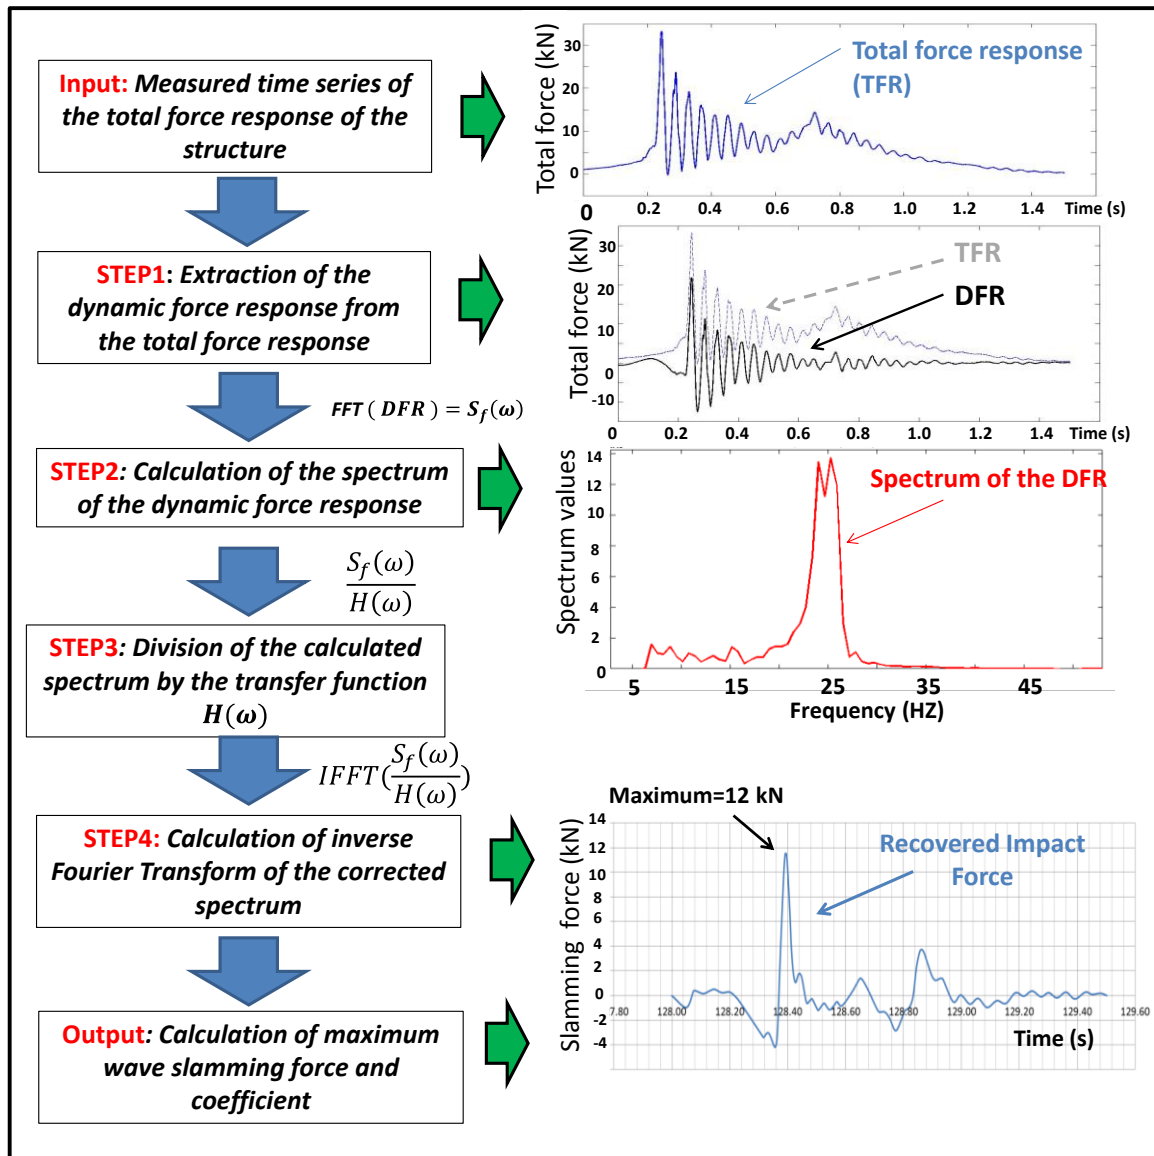 Input: Measured time series of
the total force response of the
structure
Total force (kN)
30
20
10
0
Total force response
(TFR)
0
0.2
0.4
0.6
0.8
1.0
1.2
1.4
Time (s)
STEP1: Extraction of the
dynamic force response from
the total force response
Total force (kN)
30
20
10
0
-10
TFR
DFR
0.2
0.4
0.6
0.8
1.0
1.2
1.4
Time (s)
FFT(DFR) = S_f(ω)
STEP2: Calculation of the spectrum
of the dynamic force response
Spectrum values
14
12
10
8
6
4
2
0
Spectrum of the DFR
5
15
25
35
45
Frequency (HZ)
S_f(ω)
H(ω)
STEP3: Division of the calculated
spectrum by the transfer function
H(ω)
IFFT(S_f(ω)/H(ω))
STEP4: Calculation of inverse
Fourier Transform of the corrected
spectrum
Maximum=12 kN
Slamming force (kN)
14
12
10
8
6
4
2
0
-2
-4
Recovered Impact
Force
7.80
128.00
128.20
128.40
128.60
128.80
129.00
129.20
129.40
129.60
Time (s)
Output: Calculation of maximum
wave slamming force and
coefficient